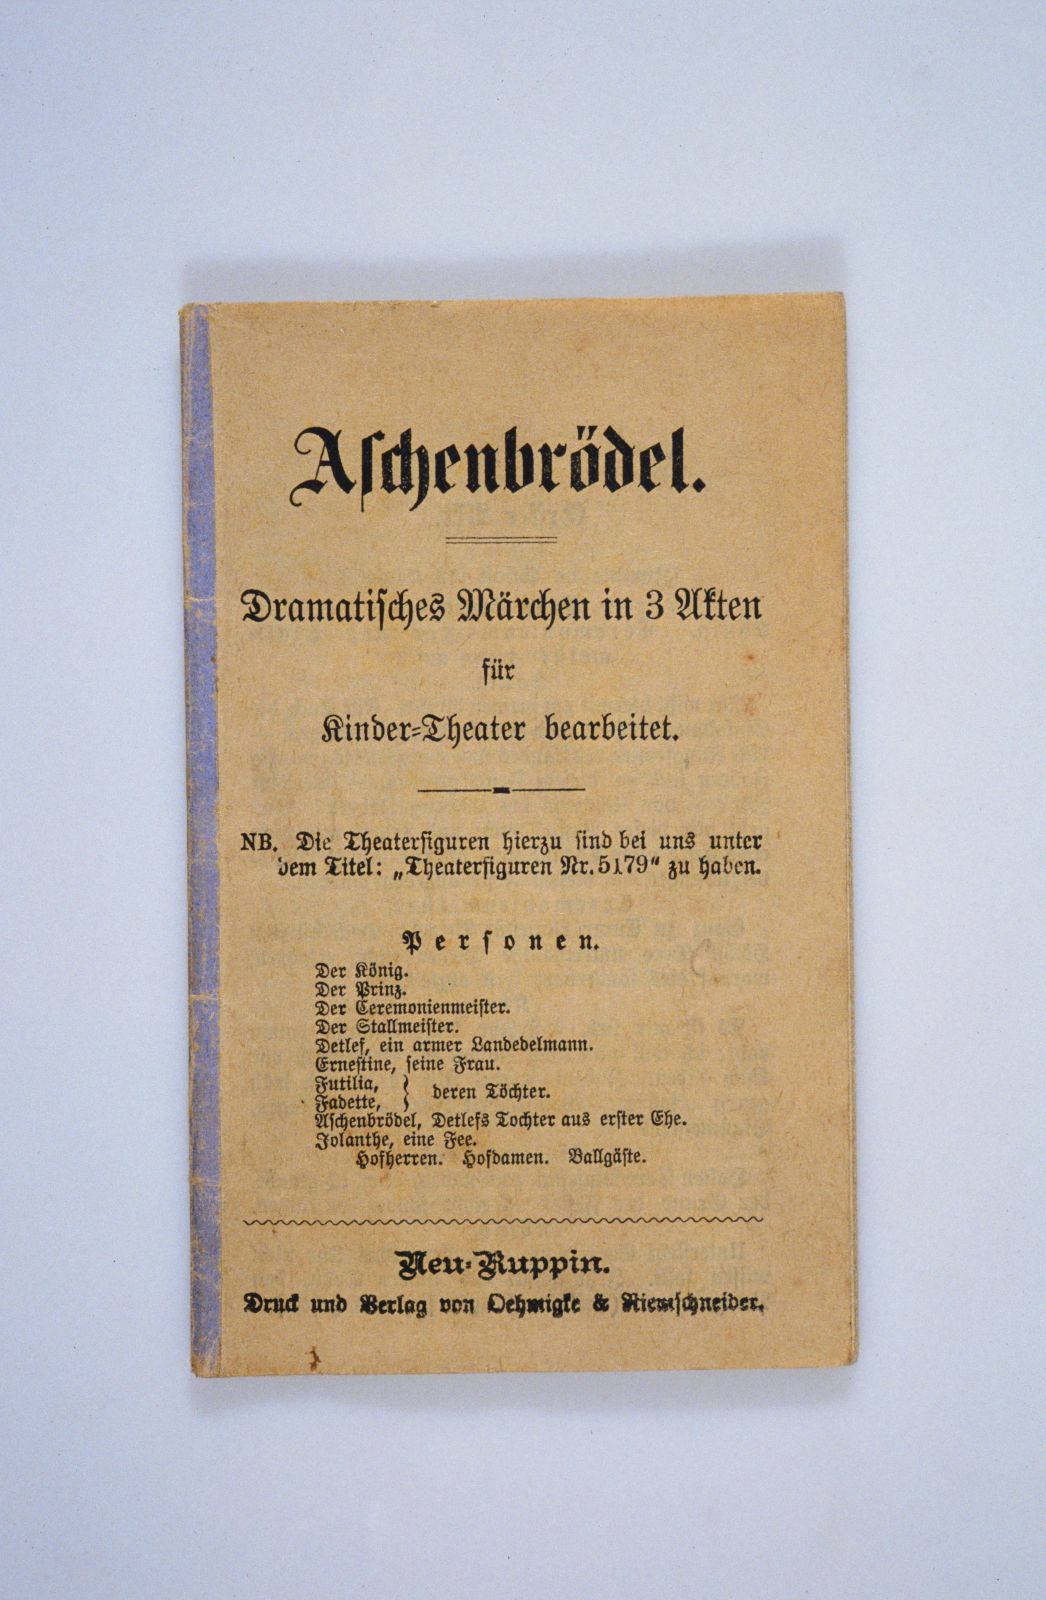 Aschenbrödel.
Dramatisches Märchen in 3 Akten
für
Kinder-Theater bearbeitet.
NB. Die Theaterfiguren hierzu sind bei uns unter
dem Titel: „Theaterfiguren Nr. 5179" zu haben.
Personen.
Der König.
Der Prinz.
Der Ceremonienmeister.
Der Stallmeister.
Detlef, ein armer Landedelmann.
Ernestine, seine Frau.
Futilia,
Fadette, } deren Töchter.
Aschenbrödel, Detlefs Tochter aus erster Ehe.
Jolanthe, eine Fee.
Hofherren. Hofdamen. Ballgäste.
Neu-Ruppin.
Druck und Verlag von Oehmigke & Riemschneider.